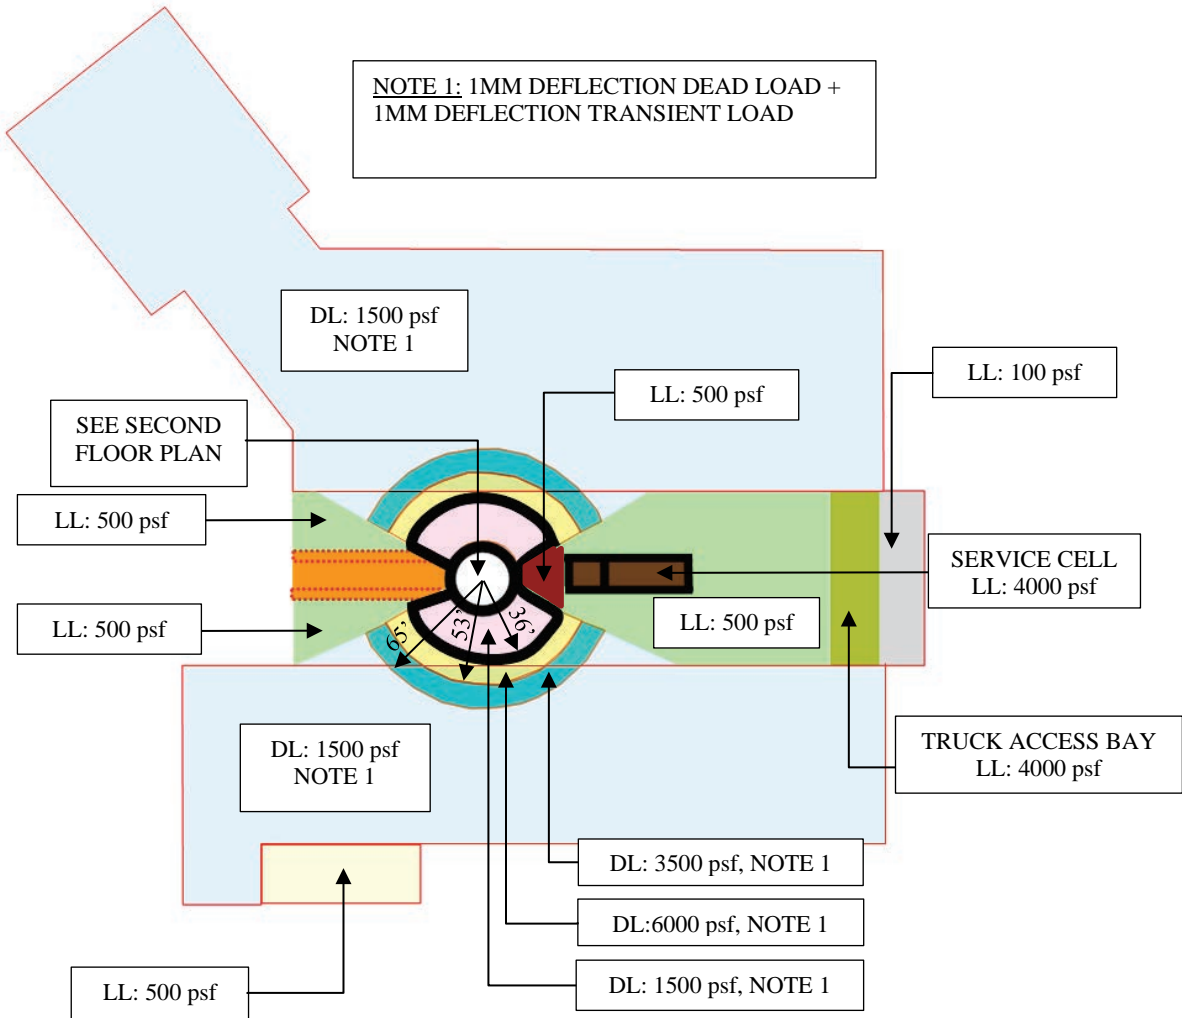 NOTE 1: 1MM DEFLECTION DEAD LOAD +
1MM DEFLECTION TRANSIENT LOAD
DL: 1500 psf
NOTE 1
LL: 100 psf
LL: 500 psf
SEE SECOND
FLOOR PLAN
LL: 500 psf
SERVICE CELL
LL: 4000 psf
LL: 500 psf
LL: 500 psf
65’
53’
36’
TRUCK ACCESS BAY
LL: 4000 psf
DL: 1500 psf
NOTE 1
DL: 3500 psf, NOTE 1
DL:6000 psf, NOTE 1
LL: 500 psf
DL: 1500 psf, NOTE 1